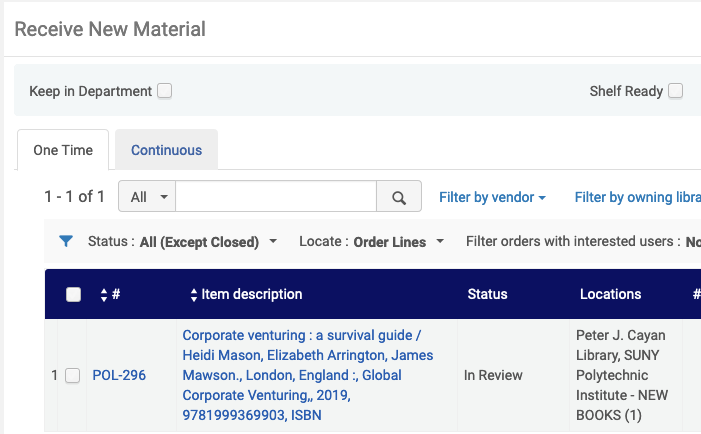 Receive New Material
Keep in Department
Shelf Ready
One Time
Continuous
1 - 1 of 1
All
Filter by vendor
Filter by owning libra
Status : All (Except Closed)
Locate : Order Lines
Filter orders with interested users : No
#
Item description
Status
Locations
#
1
POL-296
Corporate venturing : a survival guide /
Heidi Mason, Elizabeth Arrington, James
Mawson., London, England :, Global
Corporate Venturing,, 2019,
9781999369903, ISBN
In Review
Peter J. Cayan
Library, SUNY
Polytechnic
Institute - NEW
BOOKS (1)